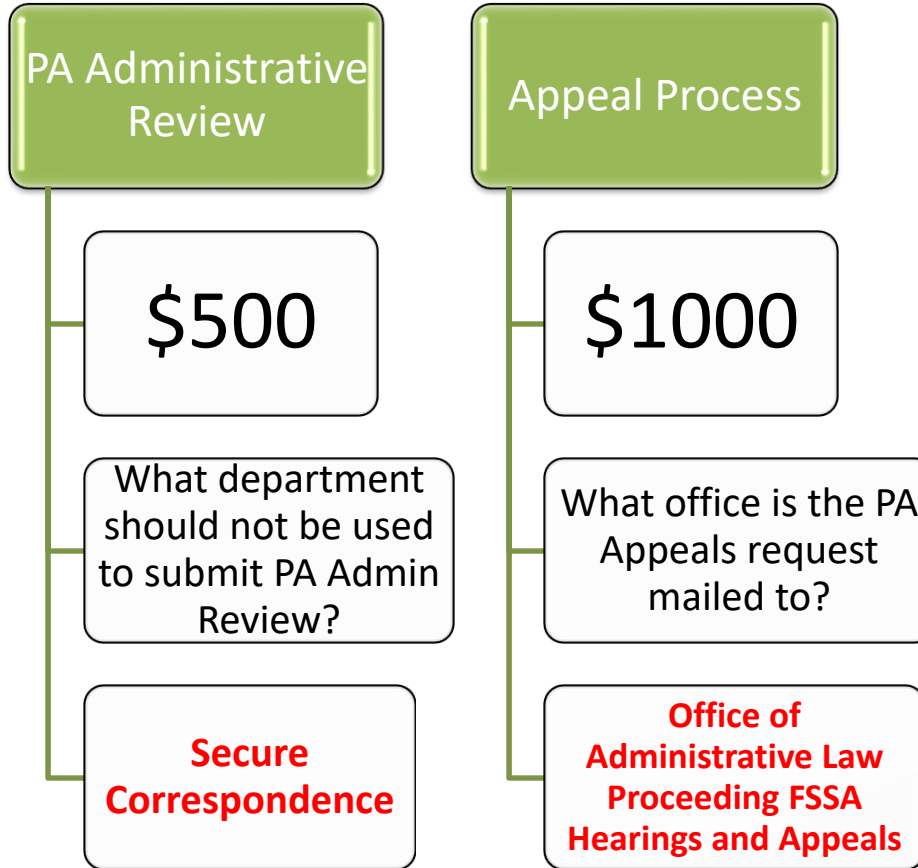 PA Administrative
Review
$500
What department
should not be used
to submit PA Admin
Review?
Secure
Correspondence
Appeal Process
$1000
What office is the PA
Appeals request
mailed to?
Office of
Administrative Law
Proceeding FSSA
Hearings and Appeals